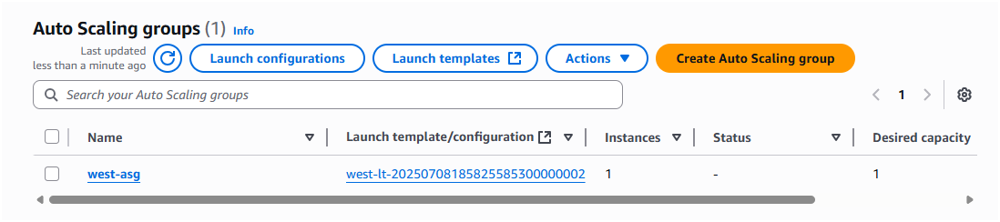 Auto Scaling groups (1) Info
Last updated
less than a minute ago
Launch configurations
Launch templates
Actions
Create Auto Scaling group
Search your Auto Scaling groups
1
Name Launch template/configuration Instances Status Desired capacity
west-asg west-lt-20250708185825585300000002 1 - 1